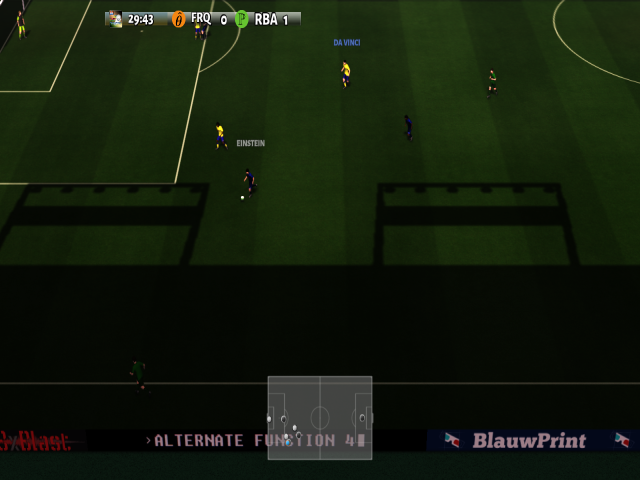 29:43 FRQ 0 RBA 1
DA VINCI
EINSTEIN
>ALTERNATE FUNCTION 4
BlauwPrint